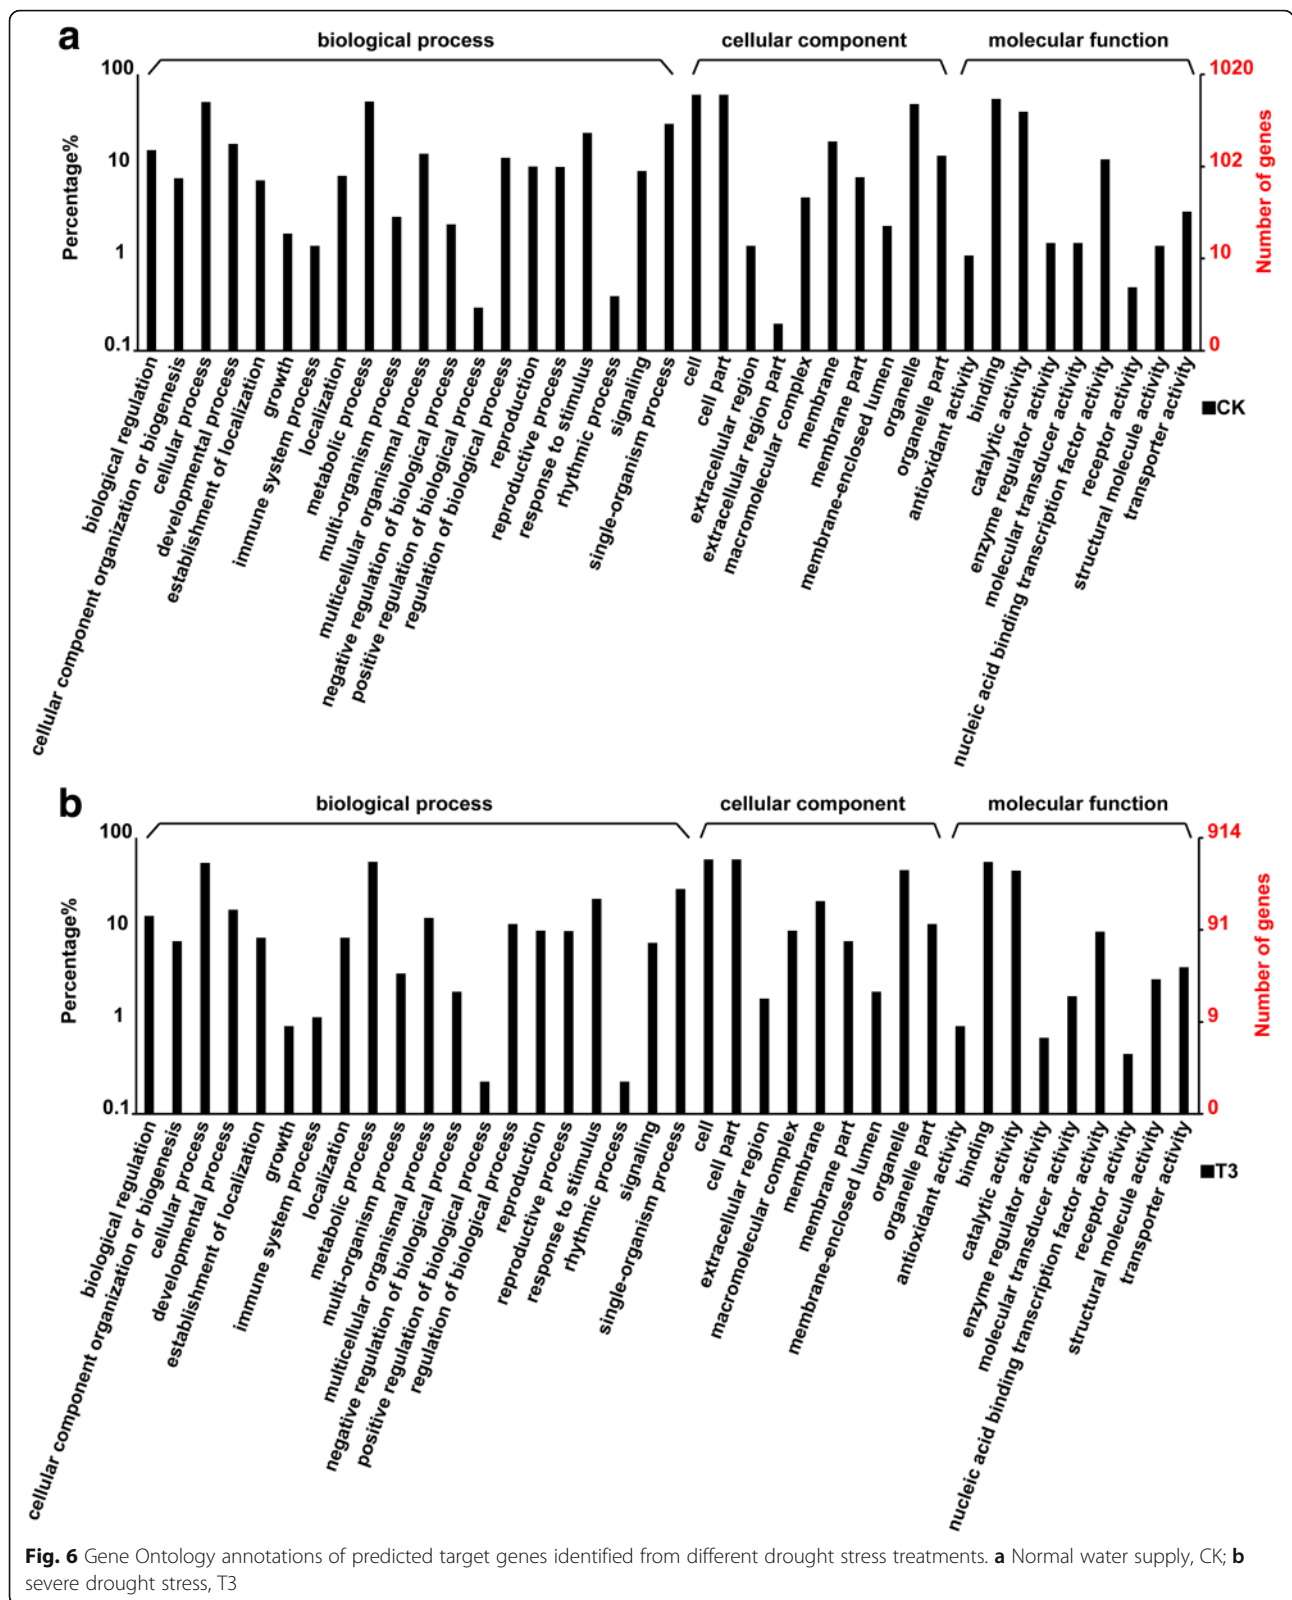 a
biological process
cellular component
molecular function
100
10
1
0.1
Percentage%
1020
102
10
0
Number of genes
biological regulation
cellular component organization or biogenesis
cellular process
developmental process
establishment of localization
growth
immune system process
localization
metabolic process
multi-organism process
multicellular organismal process
negative regulation of biological process
positive regulation of biological process
regulation of biological process
reproduction
reproductive process
response to stimulus
rhythmic process
signaling
single-organism process
cell
cell part
extracellular region
extracellular region part
macromolecular complex
membrane
membrane part
membrane-enclosed lumen
organelle
organelle part
antioxidant activity
binding
catalytic activity
enzyme regulator activity
molecular transducer activity
nucleic acid binding transcription factor activity
receptor activity
structural molecule activity
transporter activity
CK
b
biological process
cellular component
molecular function
100
10
1
0.1
Percentage%
914
91
9
0
Number of genes
biological regulation
cellular component organization or biogenesis
cellular process
developmental process
establishment of localization
growth
immune system process
localization
metabolic process
multi-organism process
multicellular organismal process
negative regulation of biological process
positive regulation of biological process
regulation of biological process
reproduction
reproductive process
response to stimulus
rhythmic process
signaling
single-organism process
cell
cell part
extracellular region
macromolecular complex
membrane
membrane part
membrane-enclosed lumen
organelle
organelle part
antioxidant activity
binding
catalytic activity
enzyme regulator activity
molecular transducer activity
nucleic acid binding transcription factor activity
receptor activity
structural molecule activity
transporter activity
T3
Fig. 6 Gene Ontology annotations of predicted target genes identified from different drought stress treatments. a Normal water supply, CK; b
severe drought stress, T3